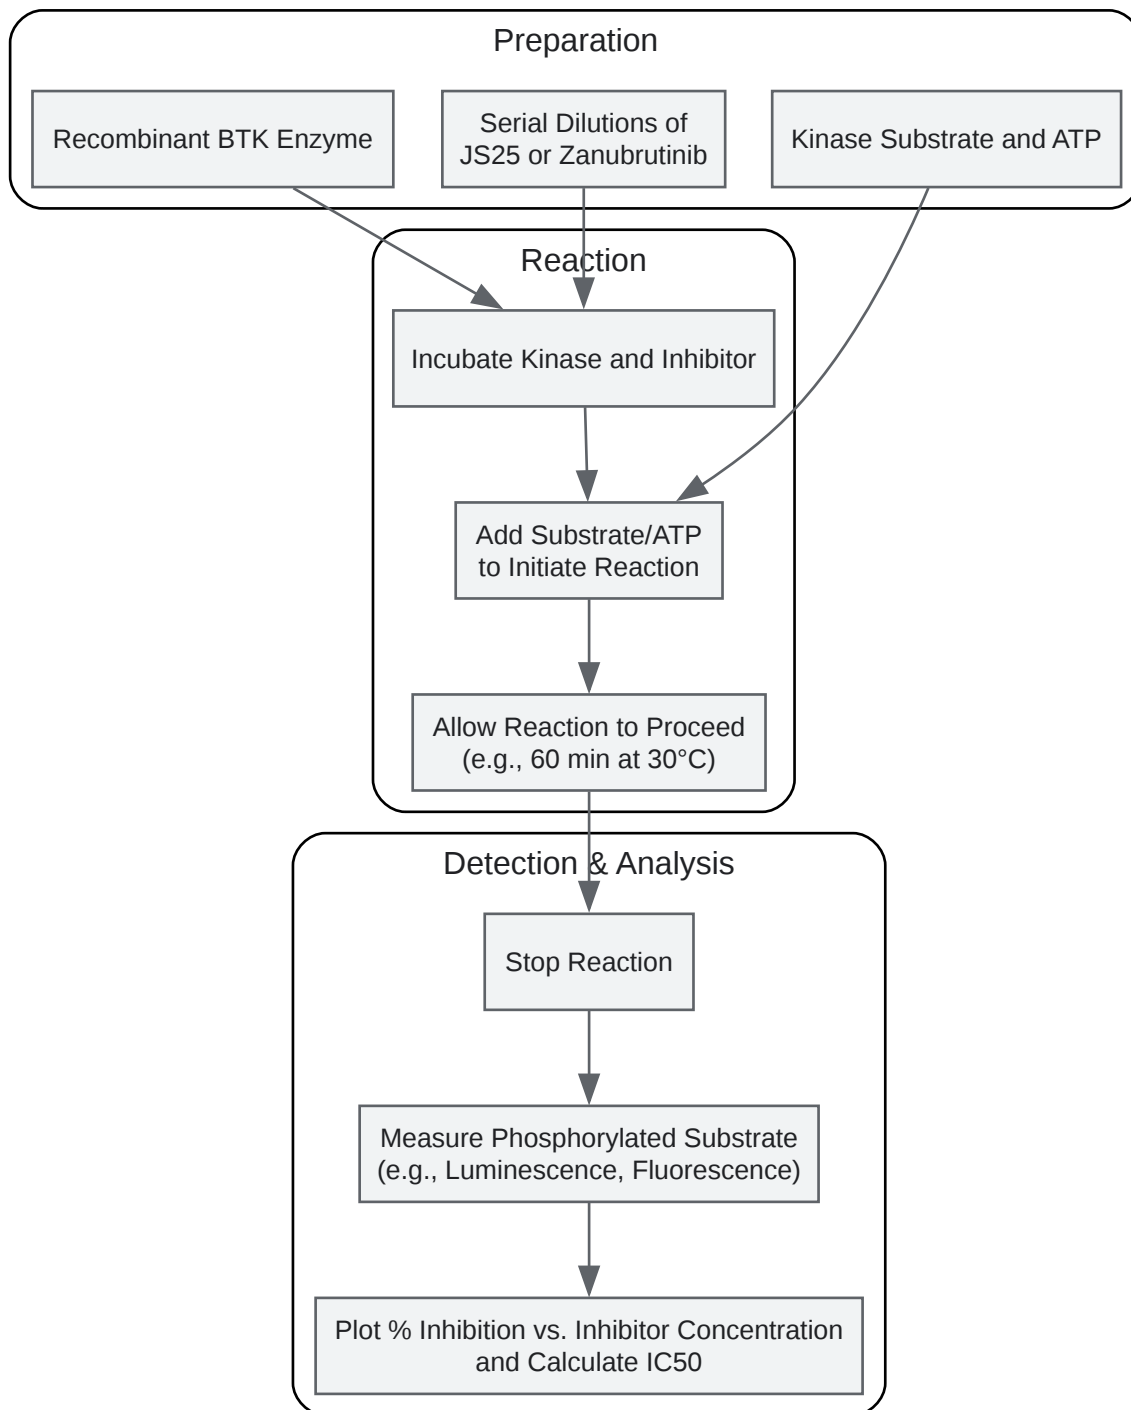 Preparation
Recombinant BTK Enzyme
Serial Dilutions of
JS25 or Zanubrutinib
Kinase Substrate and ATP
Reaction
Incubate Kinase and Inhibitor
Add Substrate/ATP
to Initiate Reaction
Allow Reaction to Proceed
(e.g., 60 min at 30°C)
Detection & Analysis
Stop Reaction
Measure Phosphorylated Substrate
(e.g., Luminescence, Fluorescence)
Plot % Inhibition vs. Inhibitor Concentration
and Calculate IC50